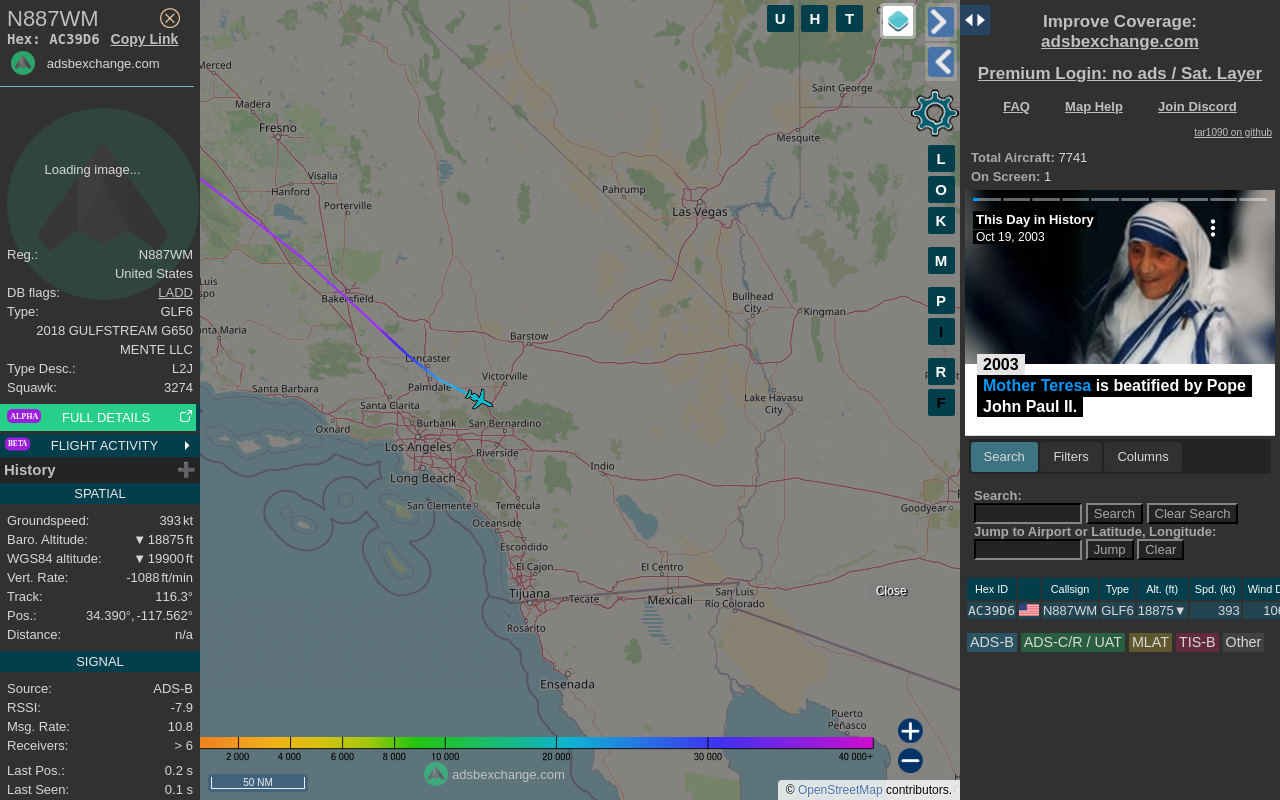 N887WM
Hex: AC39D6 Copy Link
adsbexchange.com
Loading image...
Reg.: N887WM
United States
DB flags: LADD
Type: GLF6
2018 GULFSTREAM G650
MENTE LLC
Type Desc.: L2J
Squawk: 3274
ALPHA FULL DETAILS
BETA FLIGHT ACTIVITY
History
SPATIAL
Groundspeed: 393 kt
Baro. Altitude: ▼ 18875 ft
WGS84 altitude: ▼ 19900 ft
Vert. Rate: -1088 ft/min
Track: 116.3°
Pos.: 34.390°, -117.562°
Distance: n/a
SIGNAL
Source: ADS-B
RSSI: -7.9
Msg. Rate: 10.8
Receivers: > 6
Last Pos.: 0.2 s
Last Seen: 0.1 s
U H T
L
O
K
M
P
I
R
F
Merced
Madera
Fresno
Visalia
Hanford
Porterville
Saint George
Mesquite
Pahrump
Las Vegas
Luis
spo
Bakersfield
Bullhead
City
Kingman
nta Maria
Barstow
Lancaster
Palmdale
Victorville
Santa Barbara
Santa Clarita
Lake Havasu
City
Oxnard
Burbank
San Bernardino
Los Angeles
Riverside
Long Beach
Indio
San Clemente
Temecula
Goodyear
Oceanside
Escondido
El Cajon
El Centro
Tijuana
Tecate
Mexicali
San Luis
Río Colorado
Rosarito
Ensenada
Puerto
Peñasco
Close
2 000 4 000 6 000 8 000 10 000 20 000 30 000 40 000+
50 NM
adsbexchange.com
© OpenStreetMap contributors.
Improve Coverage:
adsbexchange.com
Premium Login: no ads / Sat. Layer
FAQ Map Help Join Discord
tar1090 on github
Total Aircraft: 7741
On Screen: 1
This Day in History
Oct 19, 2003
2003
Mother Teresa is beatified by Pope
John Paul II.
Search Filters Columns
Search:
Search Clear Search
Jump to Airport or Latitude, Longitude:
Jump Clear
Hex ID Callsign Type Alt. (ft) Spd. (kt) Wind D
AC39D6 N887WM GLF6 18875▼ 393 106
ADS-B ADS-C/R / UAT MLAT TIS-B Other